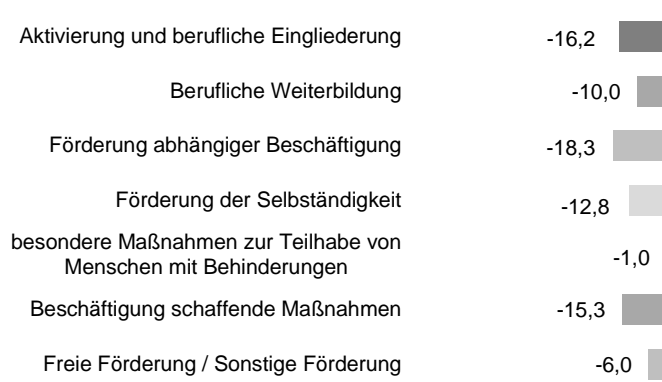 Aktivierung und berufliche Eingliederung -16,2
Berufliche Weiterbildung -10,0
Förderung abhängiger Beschäftigung -18,3
Förderung der Selbständigkeit -12,8
besondere Maßnahmen zur Teilhabe von
Menschen mit Behinderungen -1,0
Beschäftigung schaffende Maßnahmen -15,3
Freie Förderung / Sonstige Förderung -6,0